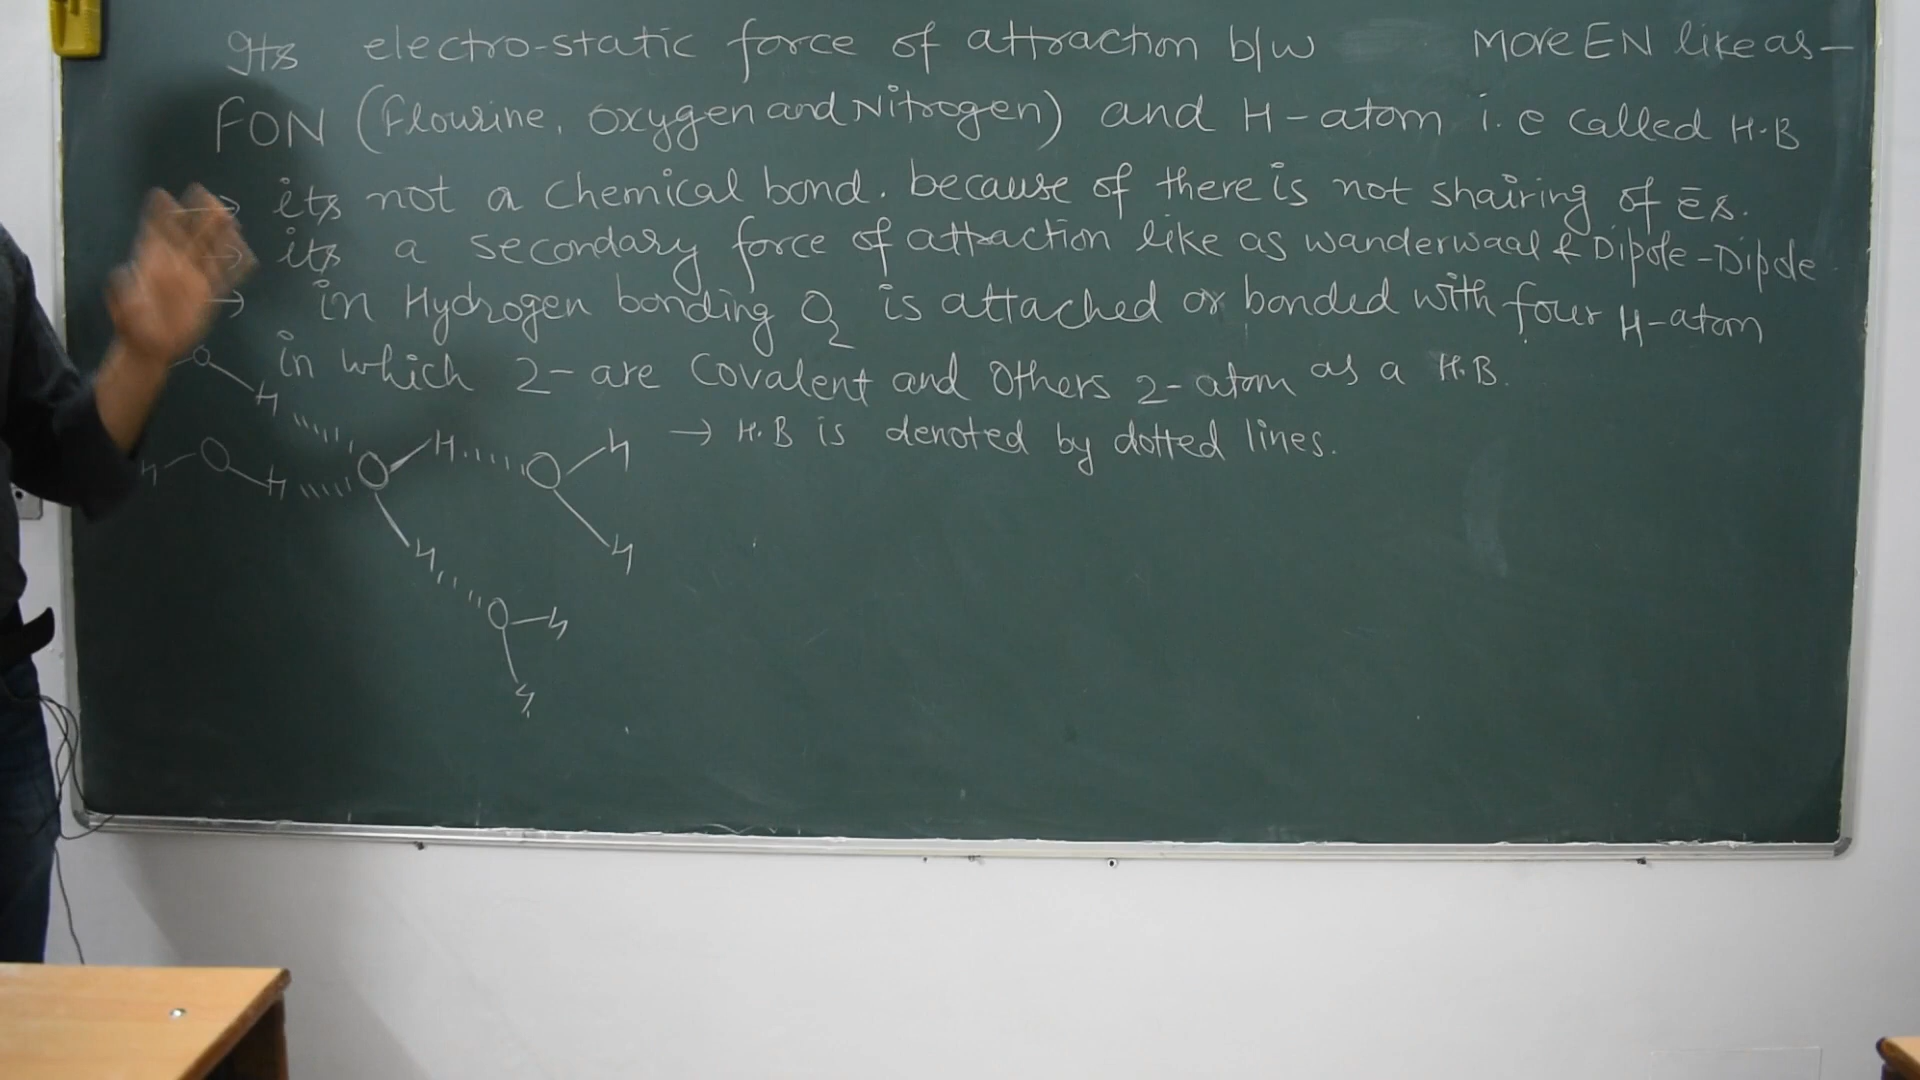 Its electro-static force of attraction b/w More EN like as –
FON (Flourine, oxygen and Nitrogen) and H-atom i.e called H.B
→ its not a chemical bond. because of there is not shairing of ēs.
→ its a secondary force of attraction like as wanderwaal & Dipole-Dipole
→ in Hydrogen bonding O₂ is attached or bonded with four H-atom
in which 2- are Covalent and Others 2-atom as a H.B.
→ H.B is denoted by dotted lines.
O
H
H O H O H O H
H H
O H
H